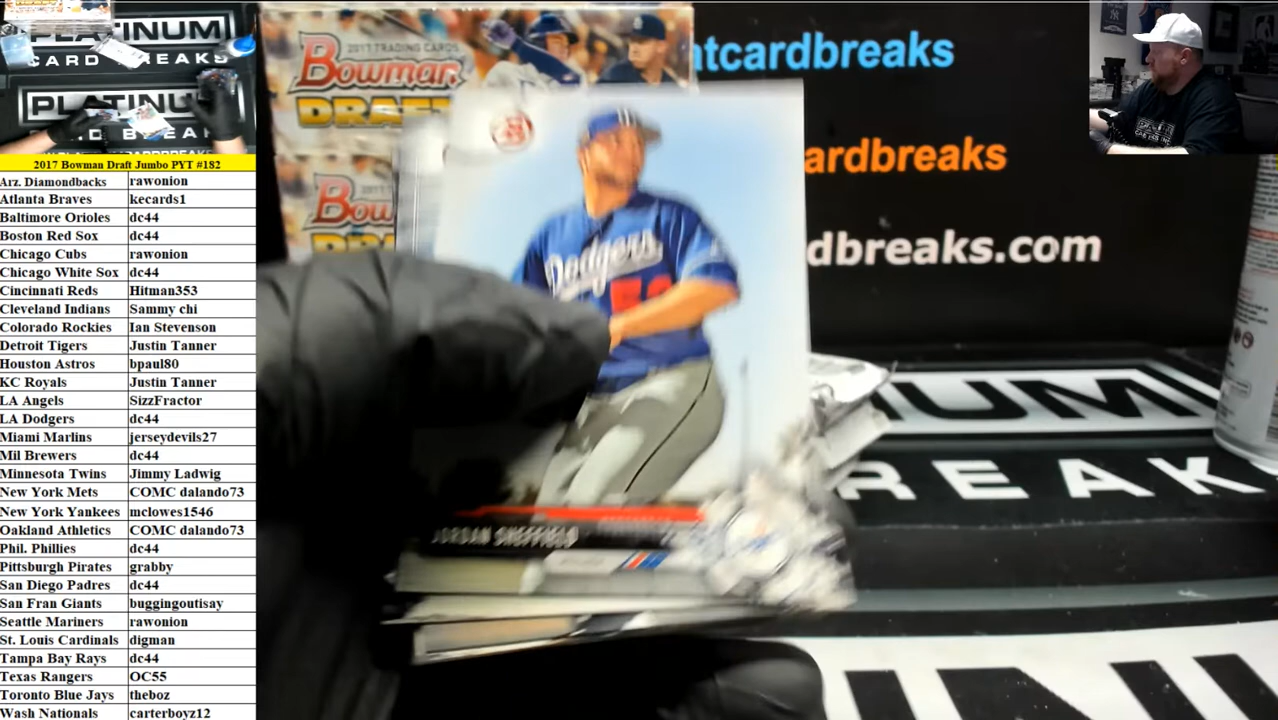 PLATINUM
CARD BREAKS
PLATINU
BREAK
2017 Bowman Draft Jumbo PYT #182
Arz. Diamondbacks rawonion
Atlanta Braves kecards1
Baltimore Orioles dc44
Boston Red Sox dc44
Chicago Cubs rawonion
Chicago White Sox dc44
Cincinnati Reds Hitman353
Cleveland Indians Sammy chi
Colorado Rockies Ian Stevenson
Detroit Tigers Justin Tanner
Houston Astros bpaul80
KC Royals Justin Tanner
LA Angels SizzFractor
LA Dodgers dc44
Miami Marlins jerseydevils27
Mil Brewers dc44
Minnesota Twins Jimmy Ladwig
New York Mets COMC dalando73
New York Yankees mclowes1546
Oakland Athletics COMC dalando73
Phil. Phillies dc44
Pittsburgh Pirates grabby
San Diego Padres dc44
San Fran Giants buggingoutisay
Seattle Mariners rawonion
St. Louis Cardinals digman
Tampa Bay Rays dc44
Texas Rangers OC55
Toronto Blue Jays theboz
Wash Nationals carterboyz12
2017 TRADING CARDS
Bowman
DRAFT
Bow
Dodgers
JORDAN SHEFFIELD
tcardbreaks
ardbreaks
dbreaks.com
NUM
REAK